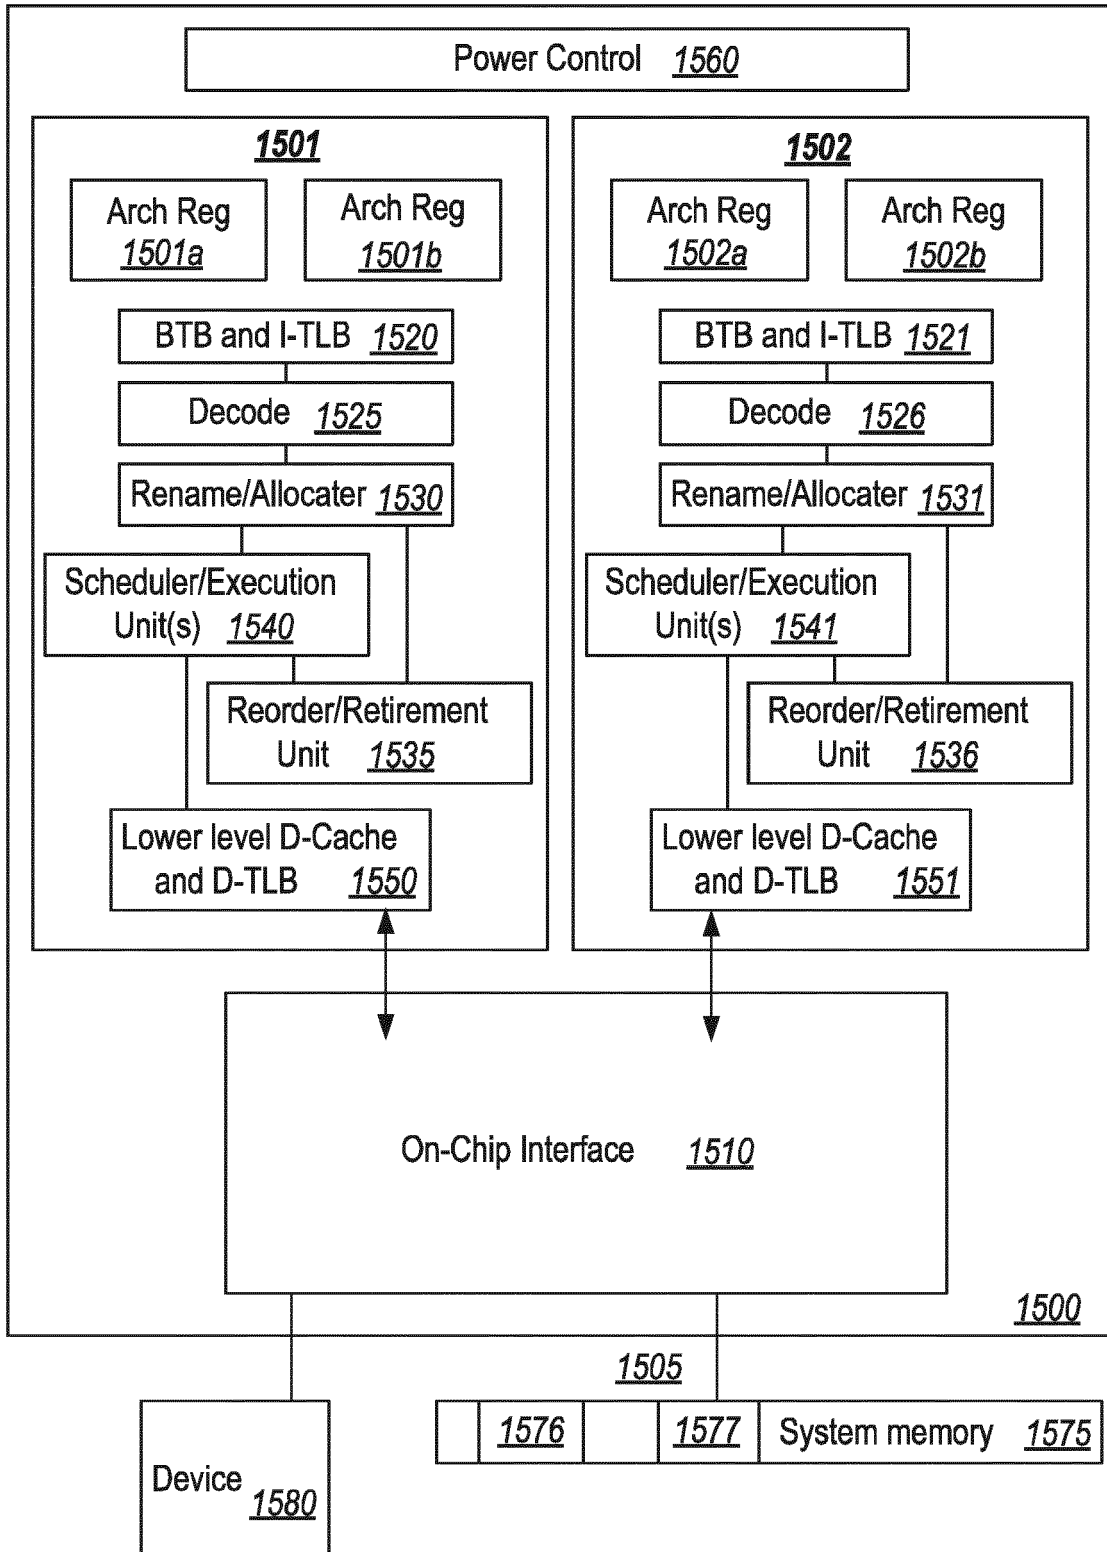 Power Control 1560
1501
Arch Reg
1501a
Arch Reg
1501b
BTB and I-TLB 1520
Decode 1525
Rename/Allocater 1530
Scheduler/Execution
Unit(s) 1540
Reorder/Retirement
Unit 1535
Lower level D-Cache
and D-TLB 1550
1502
Arch Reg
1502a
Arch Reg
1502b
BTB and I-TLB 1521
Decode 1526
Rename/Allocater 1531
Scheduler/Execution
Unit(s) 1541
Reorder/Retirement
Unit 1536
Lower level D-Cache
and D-TLB 1551
On-Chip Interface 1510
1500
1505
1576
1577
System memory 1575
Device 1580